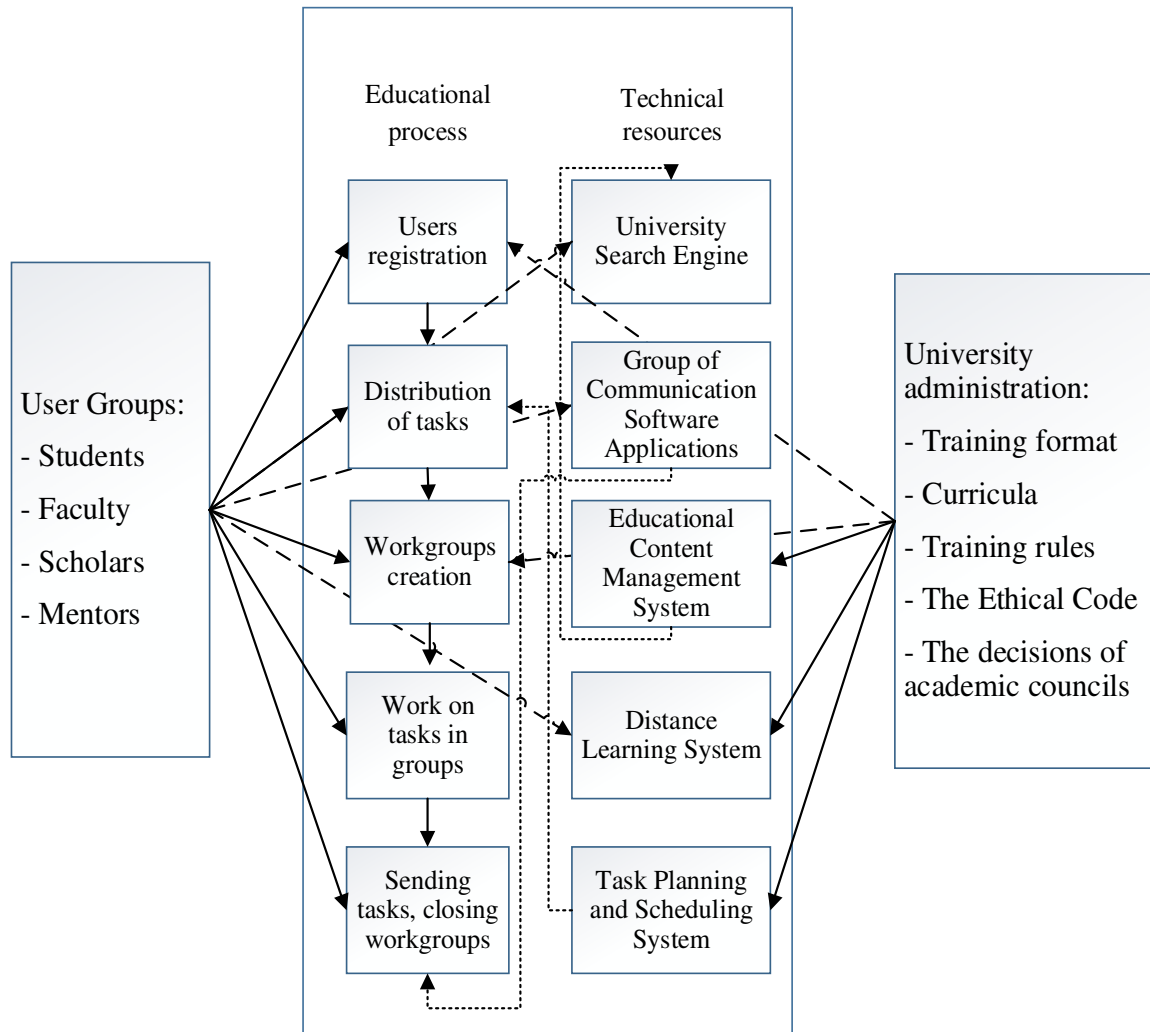 User Groups:
- Students
- Faculty
- Scholars
- Mentors
Educational
process
Users
registration
Distribution
of tasks
Workgroups
creation
Work on
tasks in
groups
Sending
tasks, closing
workgroups
Technical
resources
University
Search Engine
Group of
Communication
Software
Applications
Educational
Content
Management
System
Distance
Learning System
Task Planning
and Scheduling
System
University
administration:
- Training format
- Curricula
- Training rules
- The Ethical Code
- The decisions of
academic councils